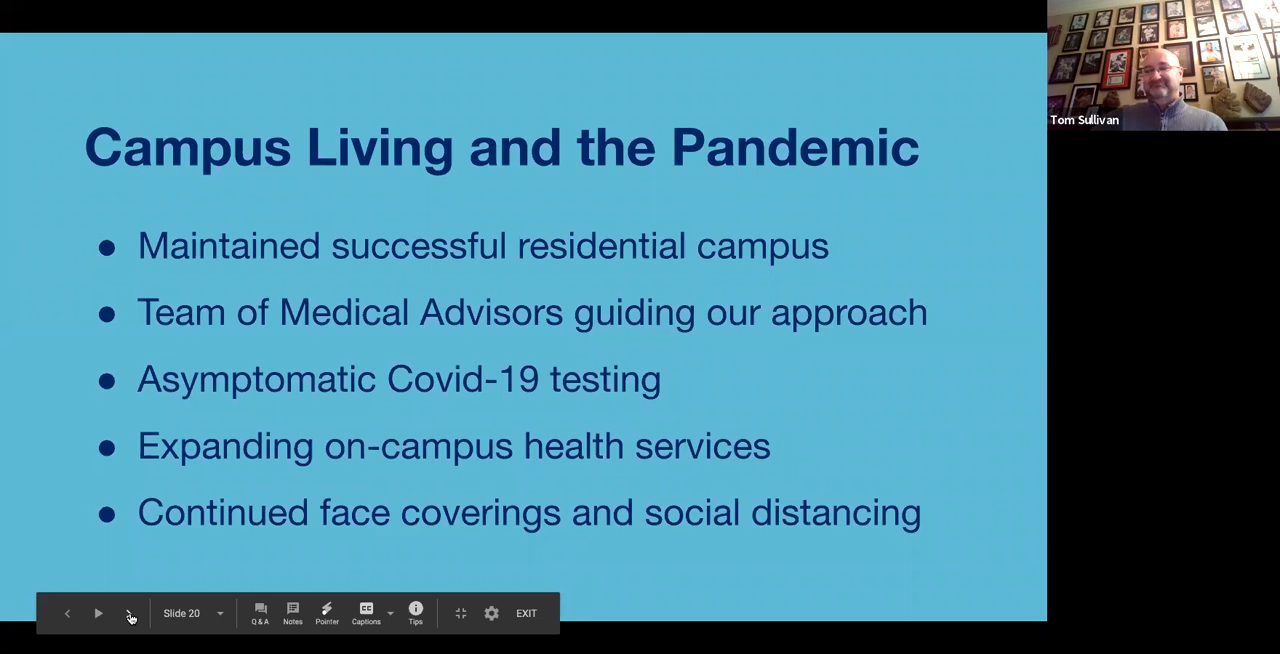 Campus Living and the Pandemic
● Maintained successful residential campus
● Team of Medical Advisors guiding our approach
● Asymptomatic Covid-19 testing
● Expanding on-campus health services
● Continued face coverings and social distancing
Tom Sullivan
Slide 20
Q & A
Notes
Pointer
CC
Captions
Tips
EXIT